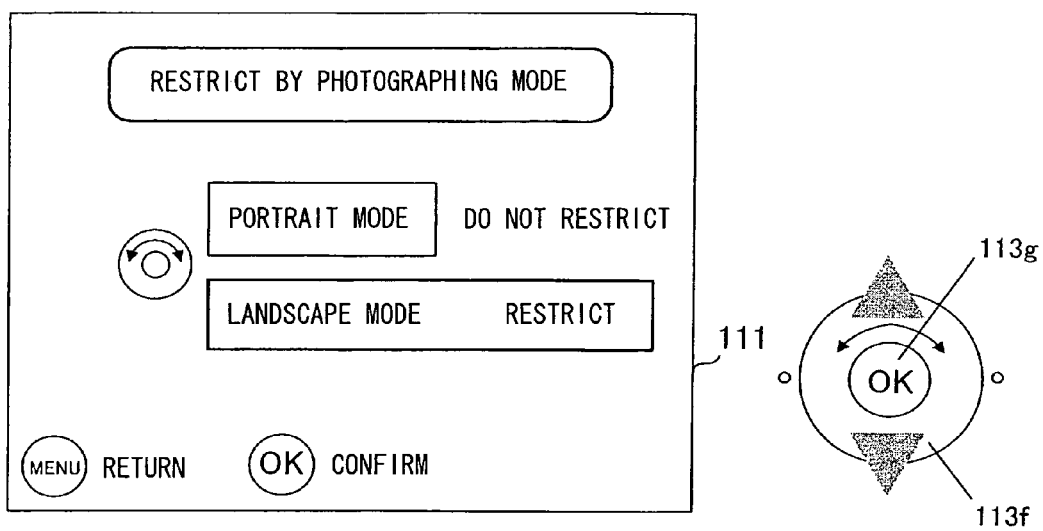 RESTRICT BY PHOTOGRAPHING MODE
PORTRAIT MODE DO NOT RESTRICT
LANDSCAPE MODE RESTRICT
MENU RETURN OK CONFIRM
111
113g
OK
113f